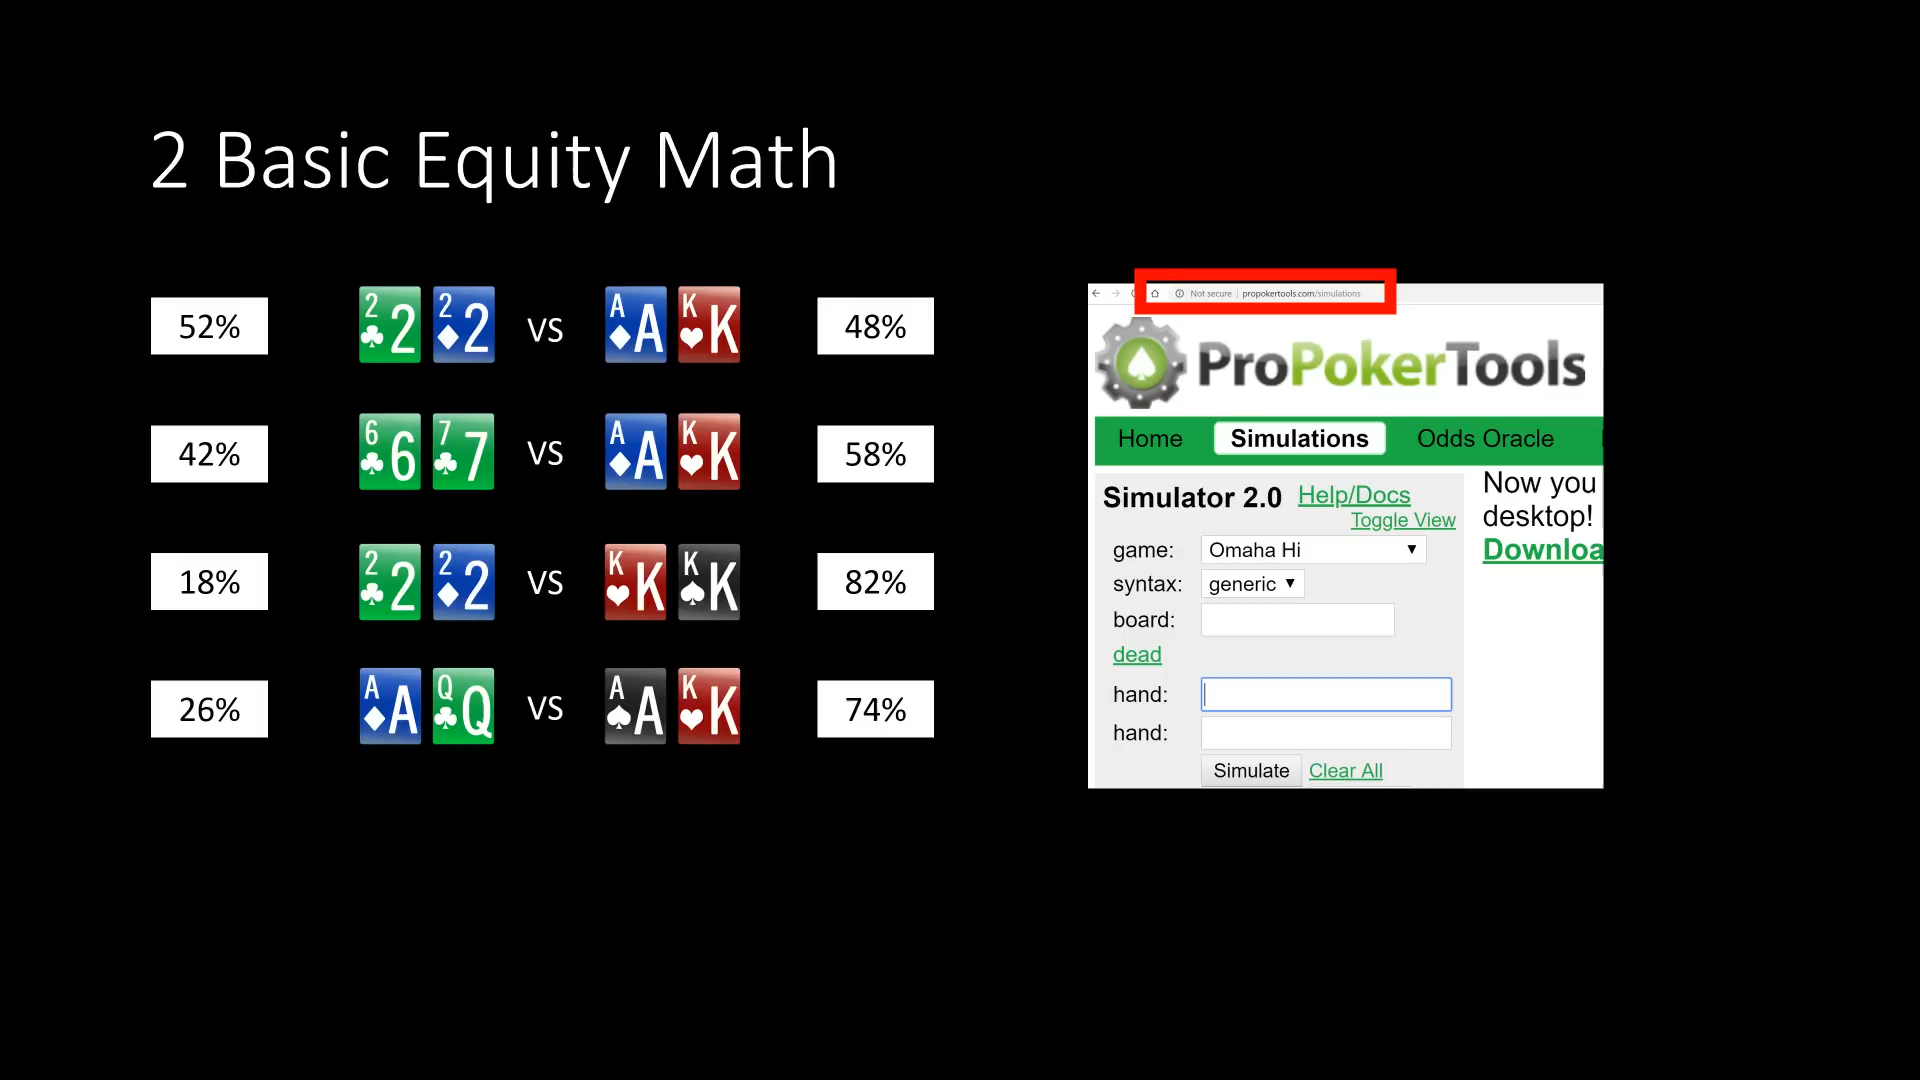 2 Basic Equity Math
52% 2 2 2 2 VS A A K K 48%
42% 6 6 7 7 VS A A K K 58%
18% 2 2 2 2 VS K K K K 82%
26% A A Q Q VS A A K K 74%
Not secure propokertools.com/simulations
ProPokerTools
Home Simulations Odds Oracle
Simulator 2.0 Help/Docs
Toggle View
game: Omaha Hi
syntax: generic
board:
dead
hand:
hand:
Simulate Clear All
Now you
desktop!
Downloa